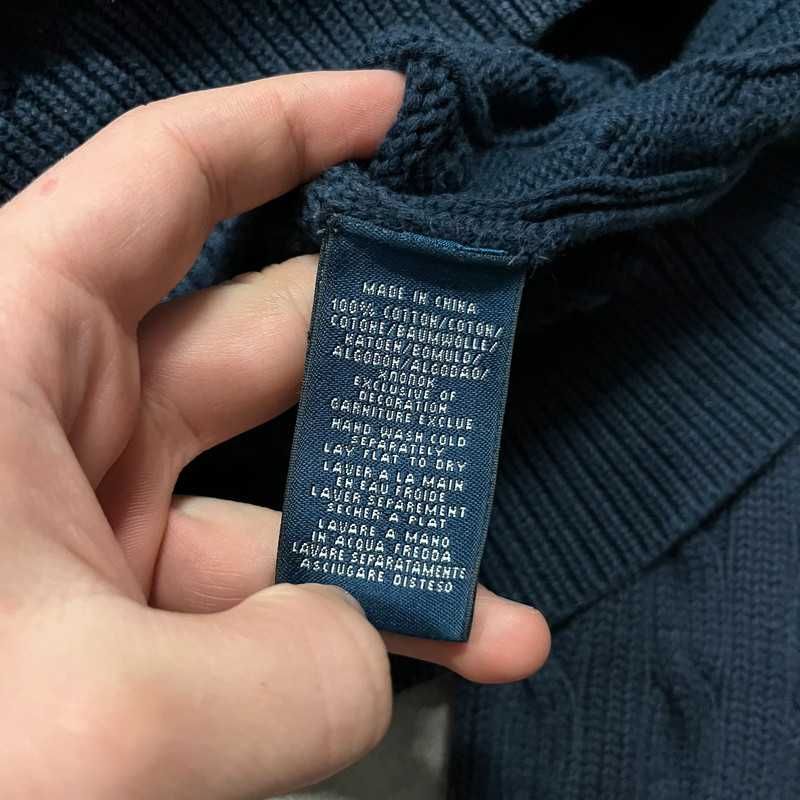 MADE IN CHINA
100% COTTON/COTON/
COTONE/BAUMWOLLE/
KATOEN/BOMULD/
ALGODON/ALGODAO/
ХЛОПОК
EXCLUSIVE OF
DECORATION
GARNITURE EXCLUE
HAND WASH COLD
SEPARATELY
LAY FLAT TO DRY
LAVER A LA MAIN
EN EAU FROIDE
LAVER SEPAREMENT
SECHER A PLAT
LAVARE A MANO
IN ACQUA FREDDA
LAVARE SEPARATAMENTE
ASCIUGARE DISTESO